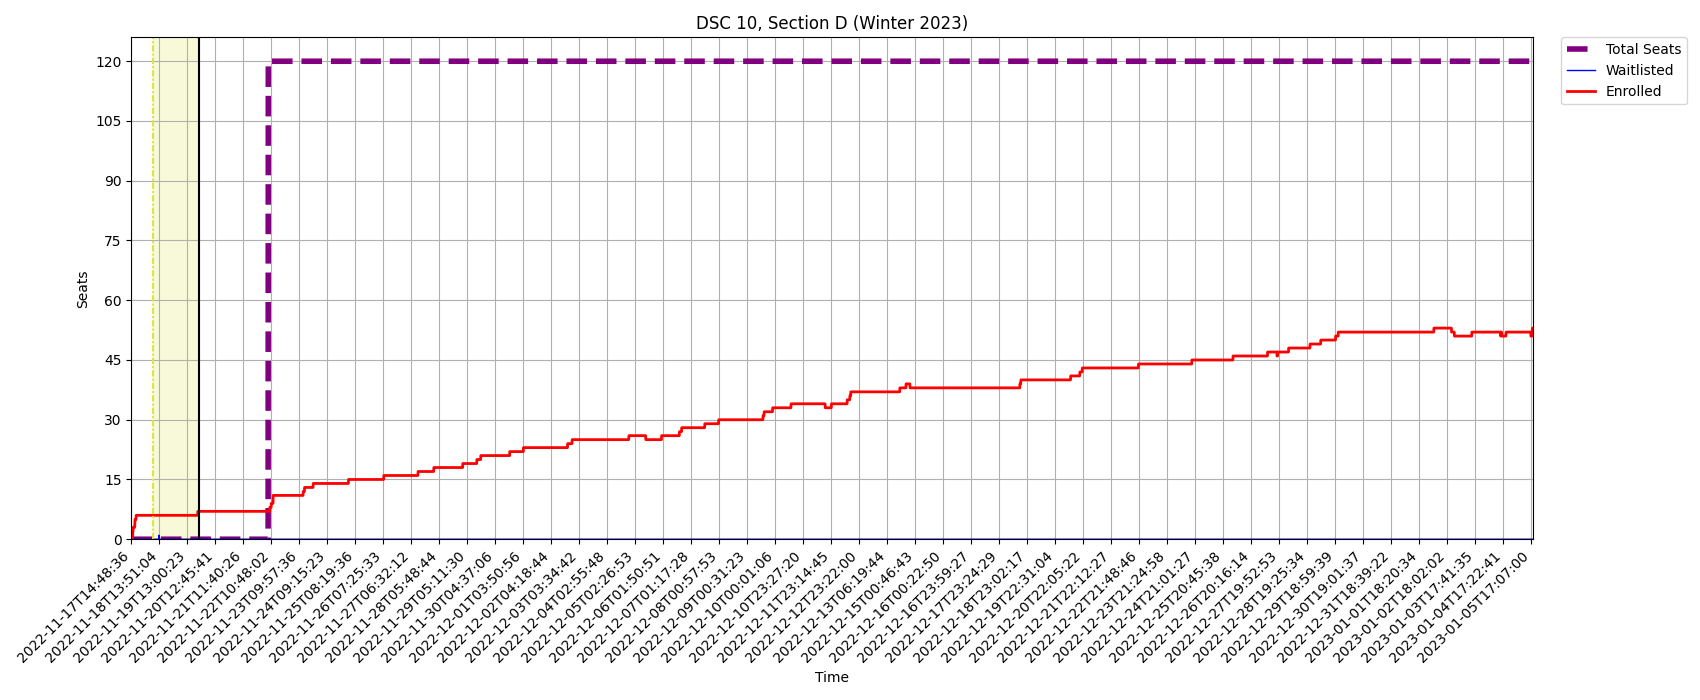 DSC 10, Section D (Winter 2023)
Total Seats
Waitlisted
Enrolled
120
105
90
75
60
45
30
15
0
Seats
2022-11-17T14:48:36
2022-11-18T13:51:04
2022-11-19T13:00:23
2022-11-20T12:45:41
2022-11-21T11:40:26
2022-11-22T10:48:02
2022-11-23T09:57:36
2022-11-24T09:15:23
2022-11-25T08:19:36
2022-11-26T07:25:33
2022-11-27T06:32:12
2022-11-28T05:48:44
2022-11-29T05:11:30
2022-11-30T04:37:06
2022-12-01T03:50:56
2022-12-02T04:18:44
2022-12-03T03:34:42
2022-12-04T02:55:48
2022-12-05T02:26:53
2022-12-06T01:50:51
2022-12-07T01:17:28
2022-12-08T00:57:53
2022-12-09T00:31:23
2022-12-10T00:01:06
2022-12-10T23:27:20
2022-12-11T23:14:45
2022-12-12T23:22:00
2022-12-13T06:19:44
2022-12-15T00:46:43
2022-12-16T00:22:50
2022-12-16T23:59:27
2022-12-17T23:24:29
2022-12-18T23:02:17
2022-12-19T22:31:04
2022-12-20T22:05:22
2022-12-21T22:12:27
2022-12-22T21:48:46
2022-12-23T21:24:58
2022-12-24T21:01:27
2022-12-25T20:45:38
2022-12-26T20:16:14
2022-12-27T19:52:53
2022-12-28T19:25:34
2022-12-29T18:59:39
2022-12-30T19:01:37
2022-12-31T18:39:22
2023-01-01T18:20:34
2023-01-02T18:02:02
2023-01-03T17:41:35
2023-01-04T17:22:41
2023-01-05T17:07:00
Time